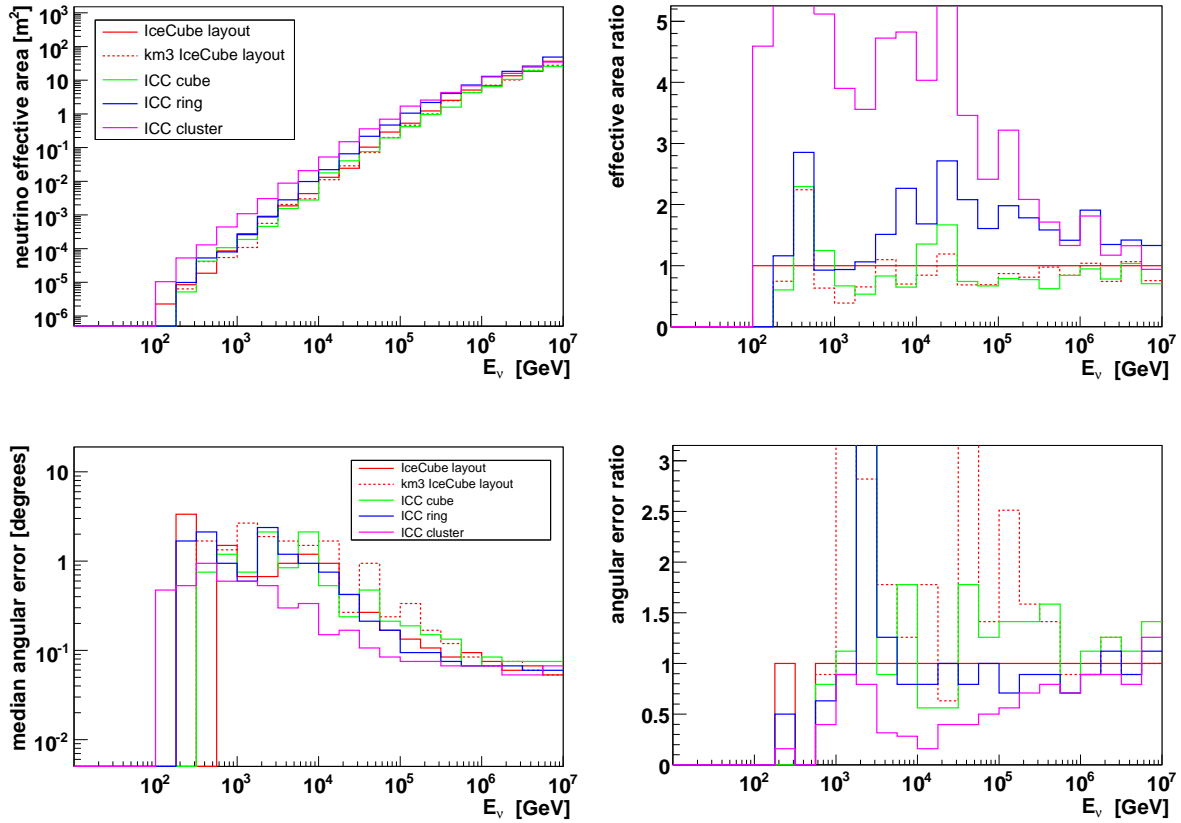 neutrino effective area [m²]
10³
10²
10
1
10⁻¹
10⁻²
10⁻³
10⁻⁴
10⁻⁵
10⁻⁶
IceCube layout
km3 IceCube layout
ICC cube
ICC ring
ICC cluster
10² 10³ 10⁴ 10⁵ 10⁶ 10⁷
Eν [GeV]
effective area ratio
5
4
3
2
1
0
10² 10³ 10⁴ 10⁵ 10⁶ 10⁷
Eν [GeV]
median angular error [degrees]
10
1
10⁻¹
10⁻²
IceCube layout
km3 IceCube layout
ICC cube
ICC ring
ICC cluster
10² 10³ 10⁴ 10⁵ 10⁶ 10⁷
Eν [GeV]
angular error ratio
3
2.5
2
1.5
1
0.5
0
10² 10³ 10⁴ 10⁵ 10⁶ 10⁷
Eν [GeV]